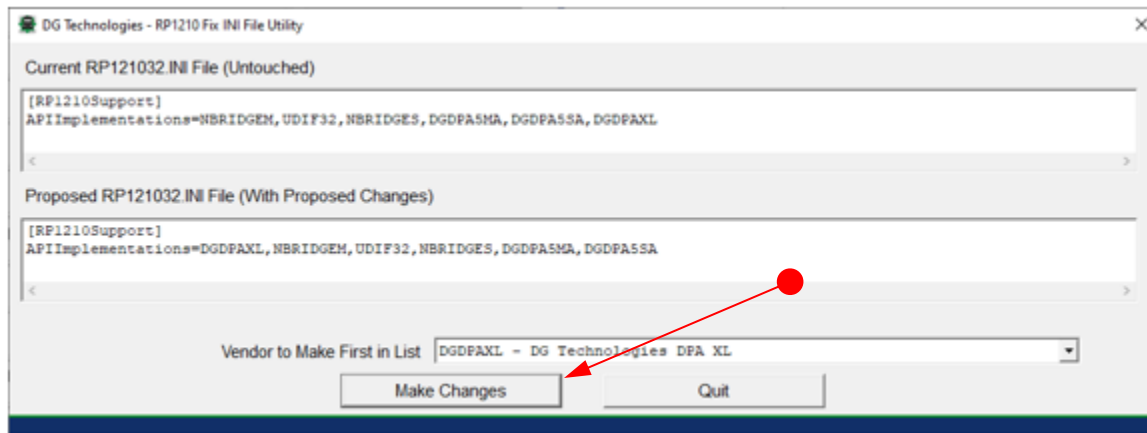 DG Technologies - RP1210 Fix INI File Utility
Current RP121032.INI File (Untouched)
[RP1210Support]
APIImplementations=NBRIDGEM,UDIF32,NBRIDGES,DGDPA5MA,DGDPA5SA,DGDPAXL
Proposed RP121032.INI File (With Proposed Changes)
[RP1210Support]
APIImplementations=DGDPAXL,NBRIDGEM,UDIF32,NBRIDGES,DGDPA5MA,DGDPA5SA
Vendor to Make First in List DGDPAXL - DG Technologies DPA XL
Make Changes Quit